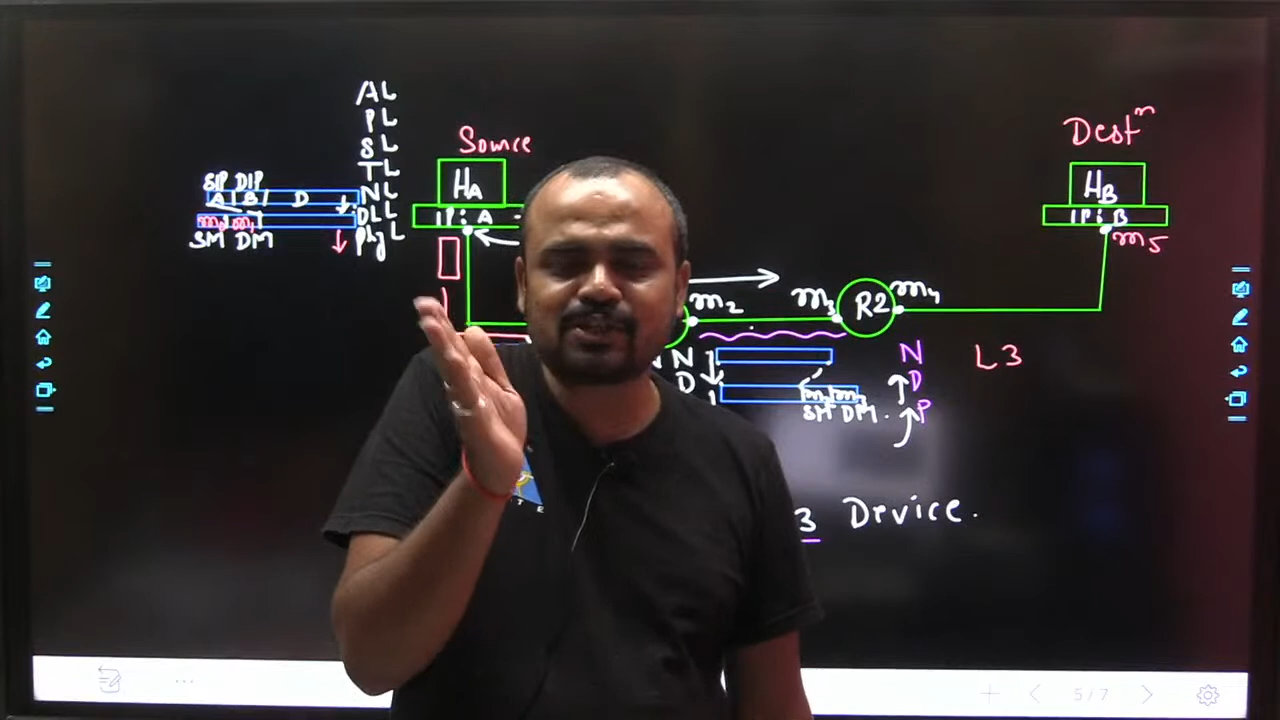 AL
PL
SL
TL
NL
DLL
Phy L
SIP DIP
A B D
SM DM
Source
HA
IP: A
Destⁿ
HB
IP: B
m5
m2
m3
R2
m4
N
D
SM DM.
N
D
P
L3
3 Device.
5/7